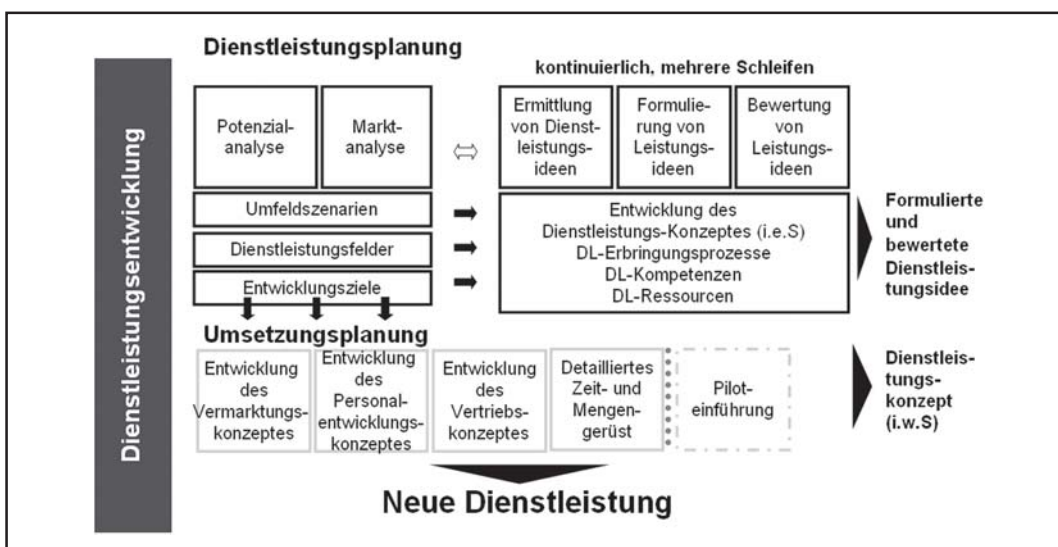 Dienstleistungsentwicklung
Dienstleistungsplanung
kontinuierlich, mehrere Schleifen
Potenzial-
analyse
Markt-
analyse
Ermittlung
von Dienst-
leistungs-
ideen
Formulie-
rung von
Leistungs-
ideen
Bewertung
von
Leistungs-
ideen
Umfeldszenarien
Dienstleistungsfelder
Entwicklungsziele
Entwicklung des
Dienstleistungs-Konzeptes (i.e.S)
DL-Erbringungsprozesse
DL-Kompetenzen
DL-Ressourcen
Formulierte
und
bewertete
Dienstleis-
tungsidee
Umsetzungsplanung
Entwicklung
des
Vermarktungs-
konzeptes
Entwicklung
des
Personal-
entwicklungs-
konzeptes
Entwicklung
des
Vertriebs-
konzeptes
Detailliertes
Zeit- und
Mengen-
gerüst
Pilot-
einführung
Dienstleis-
tungs-
konzept
(i.w.S)
Neue Dienstleistung